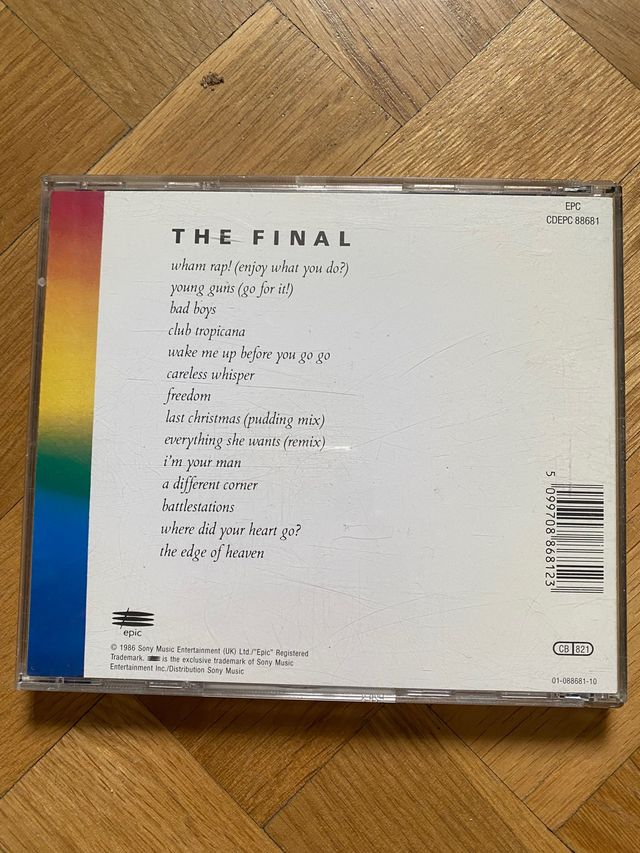 EPC
CDEPC 88681
THE FINAL
wham rap! (enjoy what you do?)
young guns (go for it!)
bad boys
club tropicana
wake me up before you go go
careless whisper
freedom
last christmas (pudding mix)
everything she wants (remix)
i'm your man
a different corner
battlestations
where did your heart go?
the edge of heaven
5 099708 868123
epic
© 1986 Sony Music Entertainment (UK) Ltd./"Epic" Registered
Trademark. is the exclusive trademark of Sony Music
Entertainment Inc./Distribution Sony Music
CB 821
01-088681-10